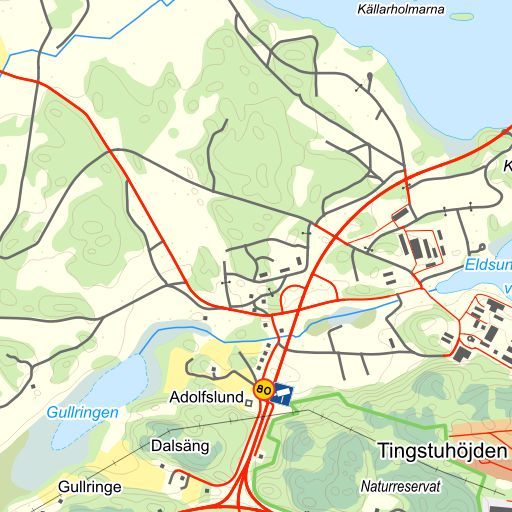 Källarholmarna
K
Eldsun
v
Gullringen
80
Adolfslund
Dalsäng
Tingstuhöjden
Gullringe
Naturreservat